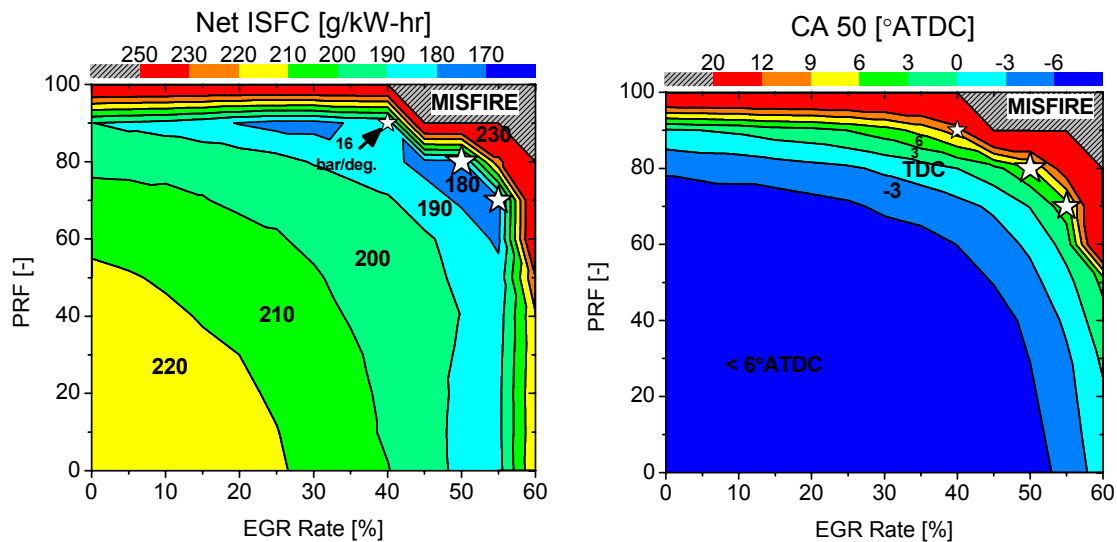 Net ISFC [g/kW-hr]
250 230 220 210 200 190 180 170
100
80
60
40
20
0
PRF [-]
MISFIRE
230
16
bar/deg.
180
190
200
210
220
0 10 20 30 40 50 60
EGR Rate [%]
CA 50 [°ATDC]
20 12 9 6 3 0 -3 -6
100
80
60
40
20
0
PRF [-]
MISFIRE
6
3
TDC
-3
< 6°ATDC
0 10 20 30 40 50 60
EGR Rate [%]